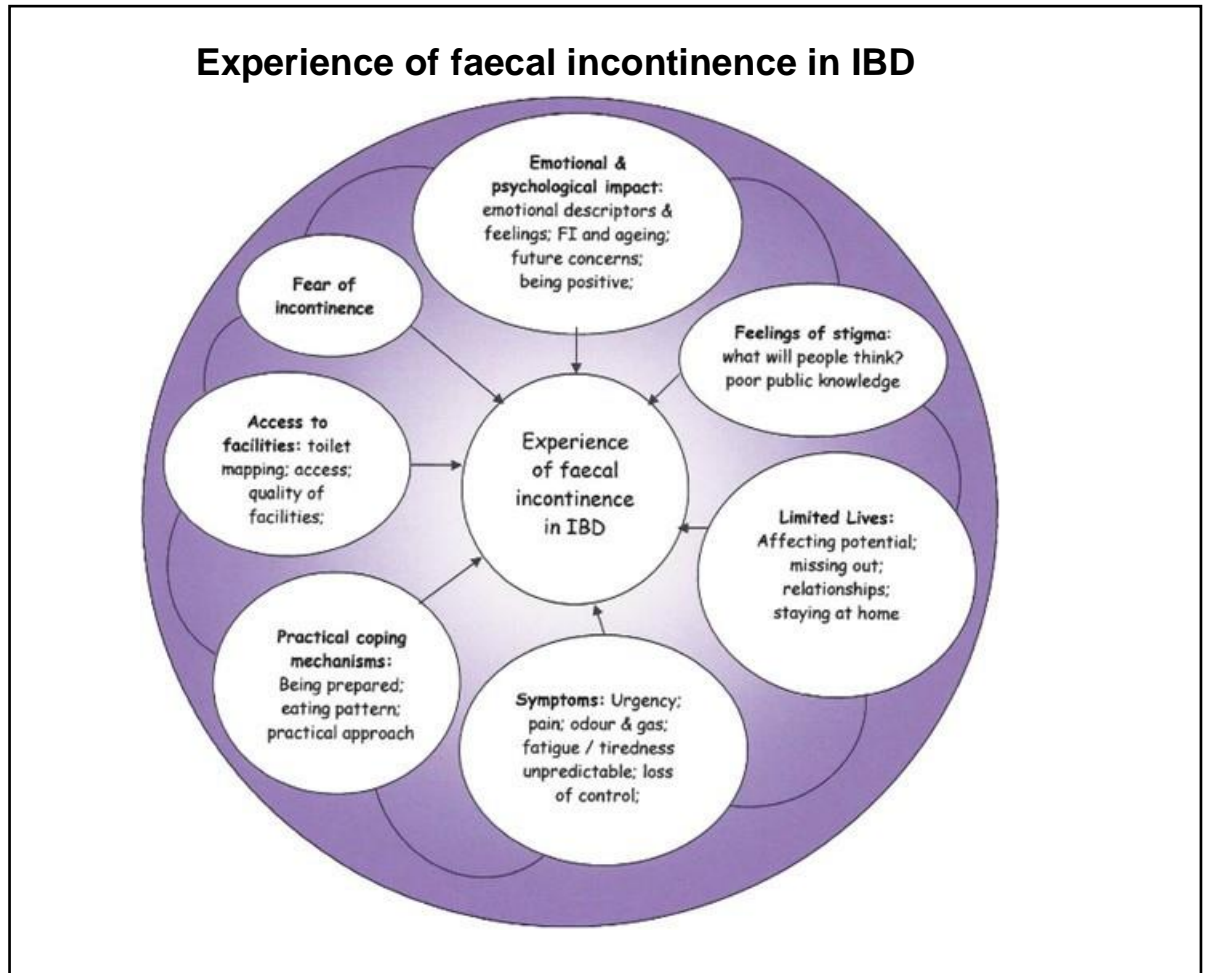 Experience of faecal incontinence in IBD
Emotional &
psychological impact:
emotional descriptors &
feelings; FI and ageing;
future concerns;
being positive;
Fear of
incontinence
Feelings of stigma:
what will people think?
poor public knowledge
Access to
facilities: toilet
mapping; access;
quality of
facilities;
Experience
of faecal
incontinence
in IBD
Limited Lives:
Affecting potential;
missing out;
relationships;
staying at home
Practical coping
mechanisms:
Being prepared;
eating pattern;
practical approach
Symptoms: Urgency;
pain; odour & gas;
fatigue / tiredness
unpredictable; loss
of control;